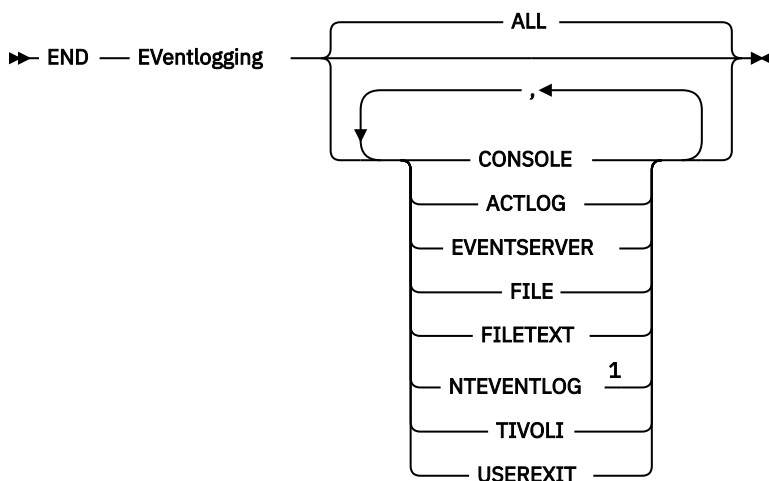 ALL
END EVentlogging
,
CONSOLE
ACTLOG
EVENTSERVER
FILE
FILETEXT
NTEVENTLOG 1
TIVOLI
USEREXIT